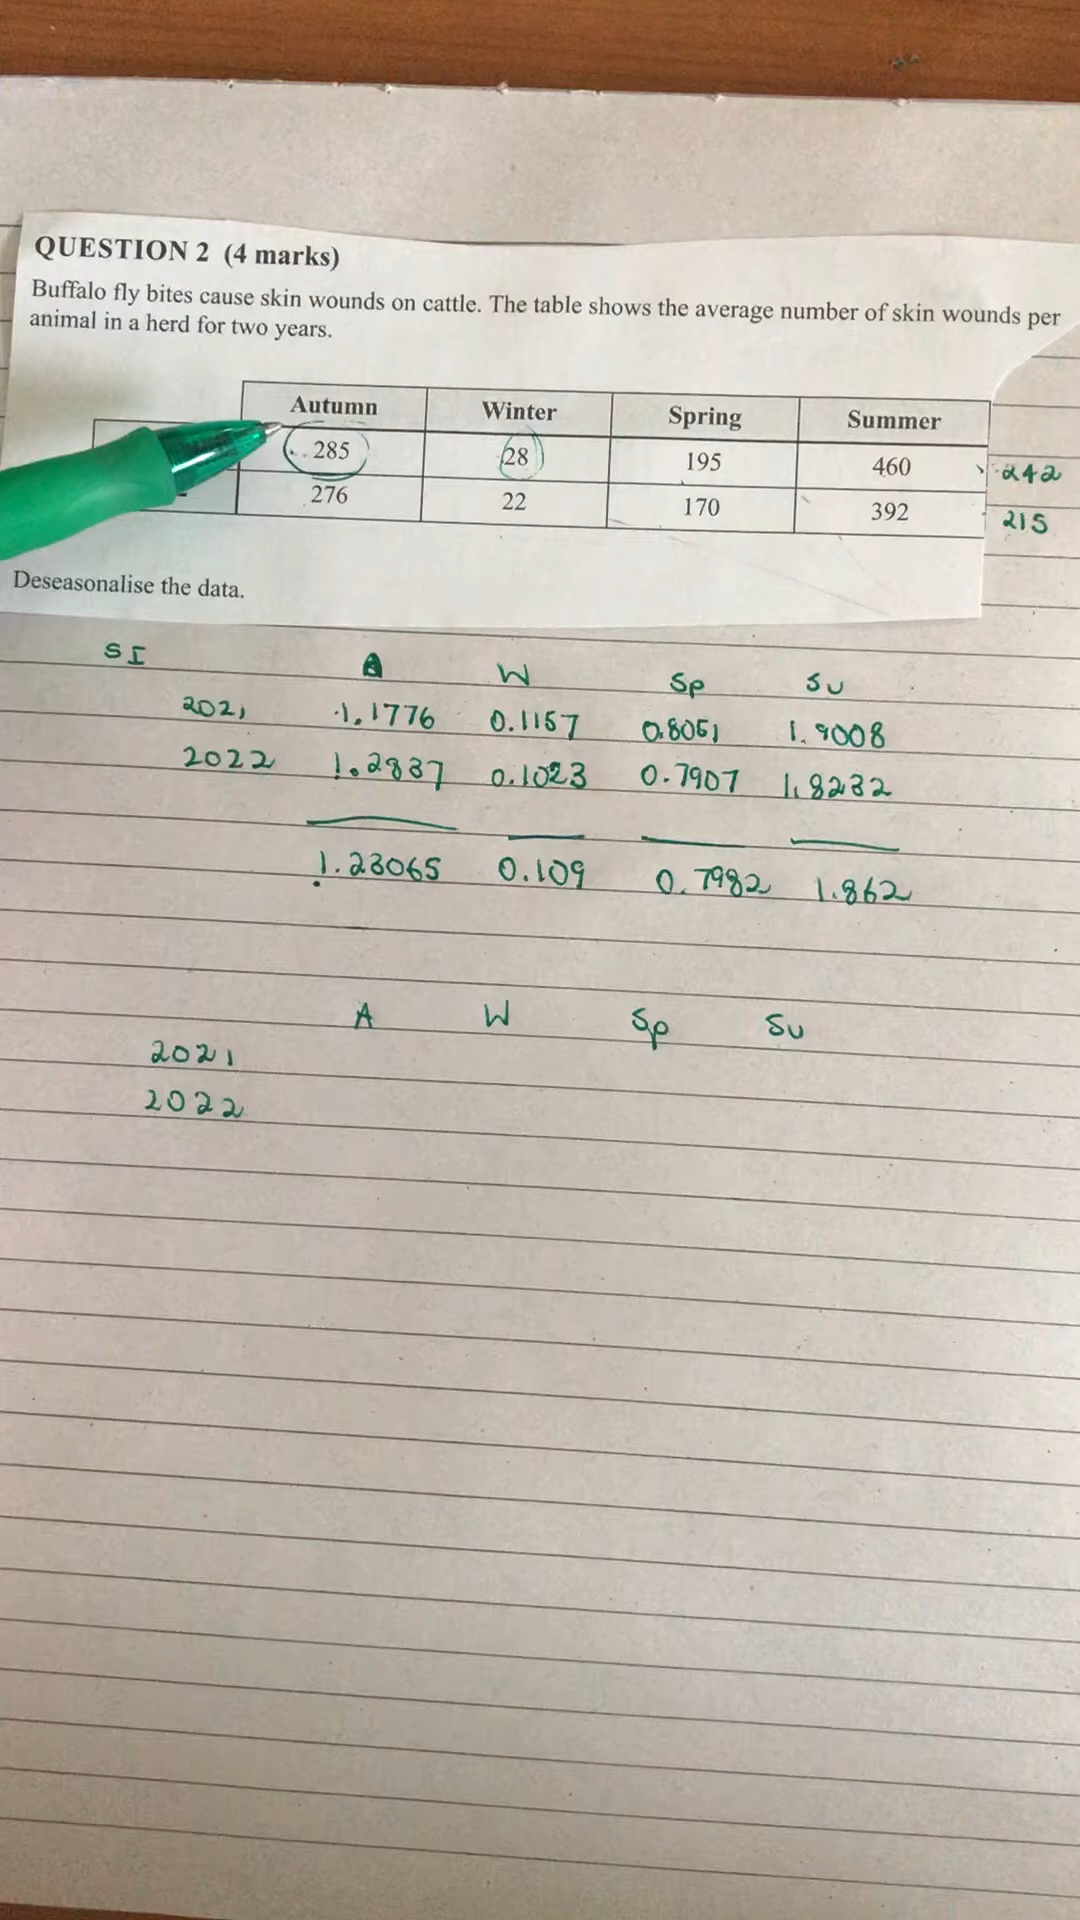 QUESTION 2 (4 marks)
Buffalo fly bites cause skin wounds on cattle. The table shows the average number of skin wounds per
animal in a herd for two years.
Autumn Winter Spring Summer
285 28 195 460 242
276 22 170 392 215
Deseasonalise the data.
SI
A W Sp Su
2021 1.1776 0.1157 0.8051 1.9008
2022 1.2837 0.1023 0.7907 1.8232
1.23065 0.109 0.7982 1.862
A W Sp Su
2021
2022